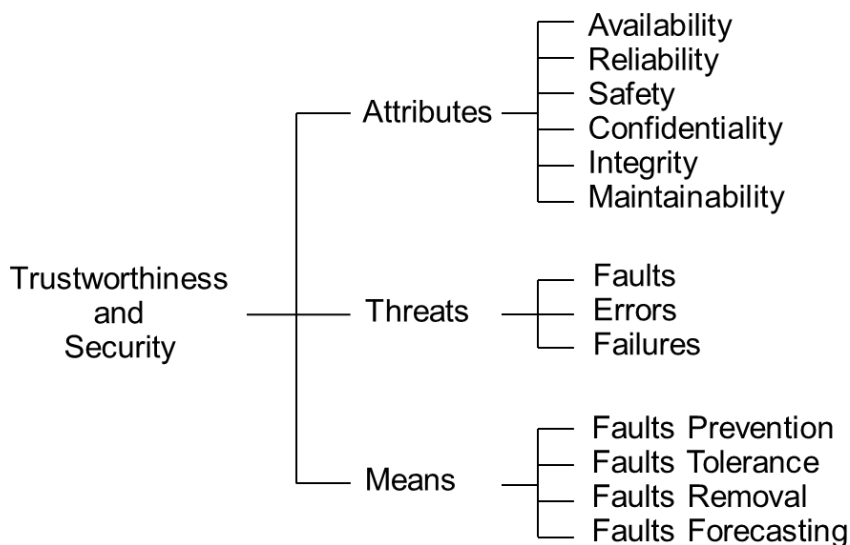 Trustworthiness
and
Security
Attributes
Availability
Reliability
Safety
Confidentiality
Integrity
Maintainability
Threats
Faults
Errors
Failures
Means
Faults Prevention
Faults Tolerance
Faults Removal
Faults Forecasting